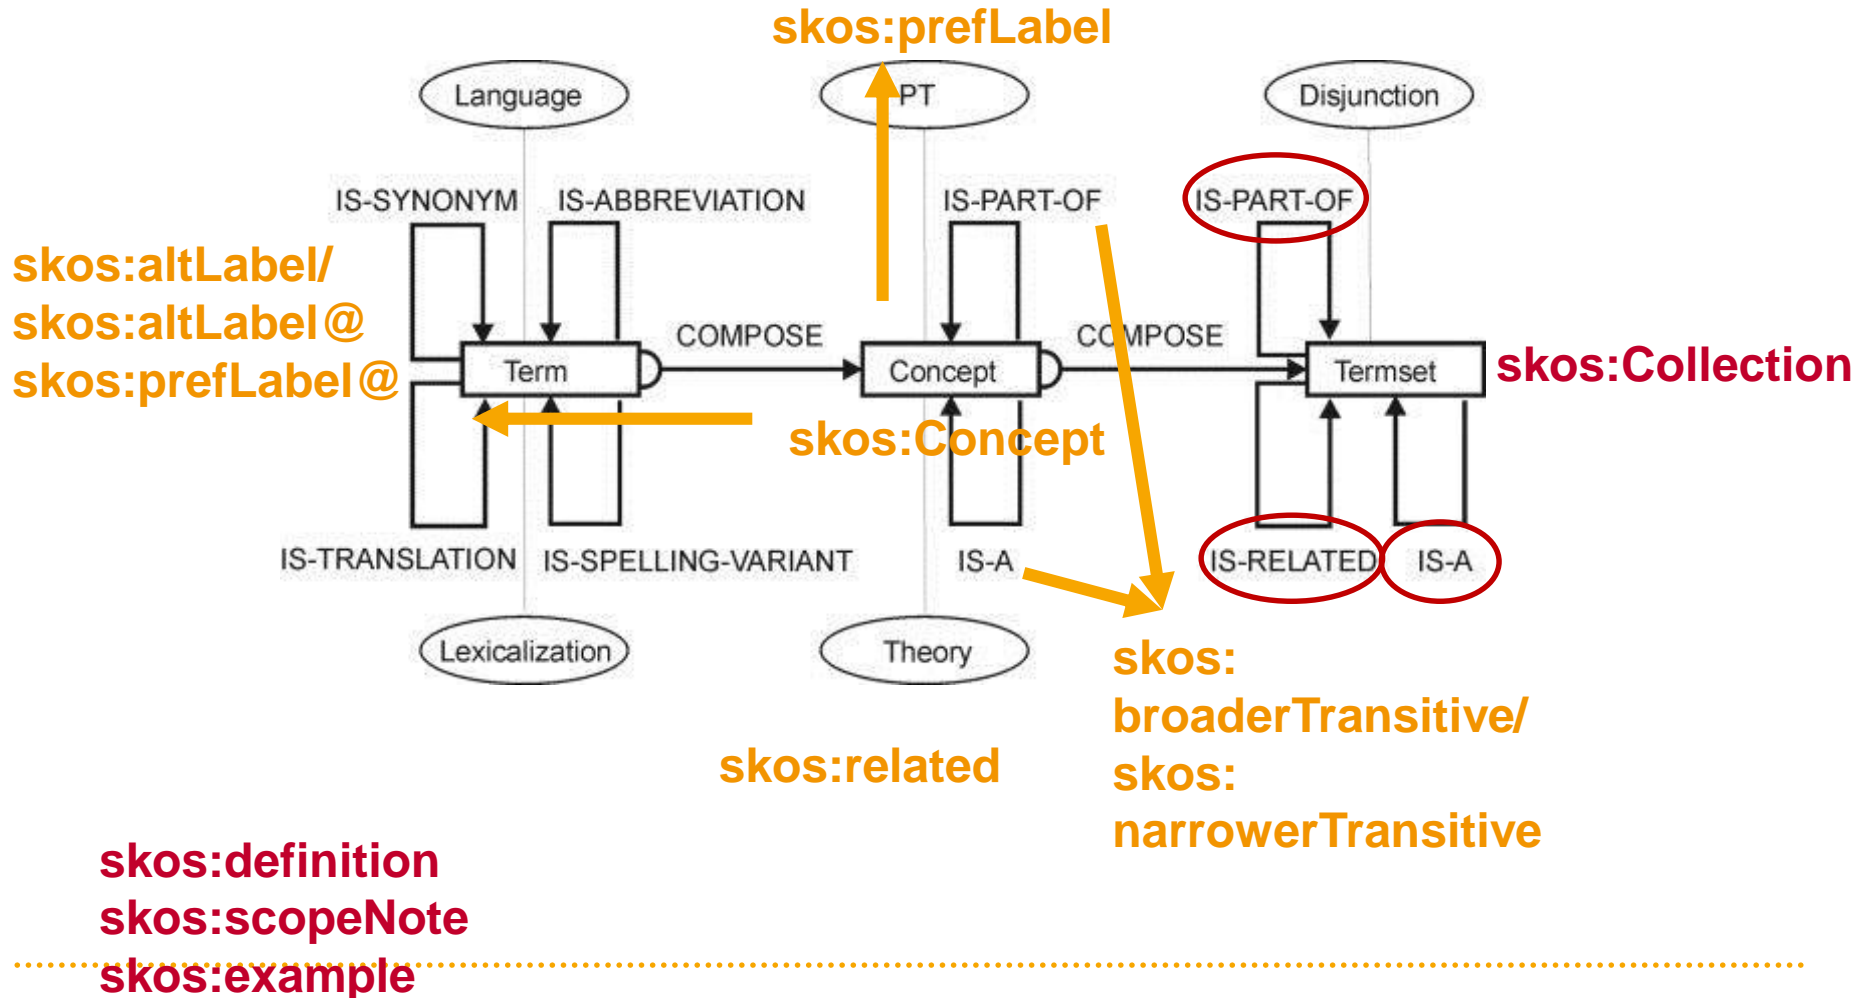 skos:prefLabel
Language
PT
Disjunction
IS-SYNONYM
IS-ABBREVIATION
IS-PART-OF
IS-PART-OF
skos:altLabel/
skos:altLabel@
skos:prefLabel@
COMPOSE
COMPOSE
Term
Concept
Termset
skos:Collection
skos:Concept
IS-TRANSLATION
IS-SPELLING-VARIANT
IS-A
IS-RELATED
IS-A
Lexicalization
Theory
skos:
broaderTransitive/
skos:
narrowerTransitive
skos:related
skos:definition
skos:scopeNote
skos:example